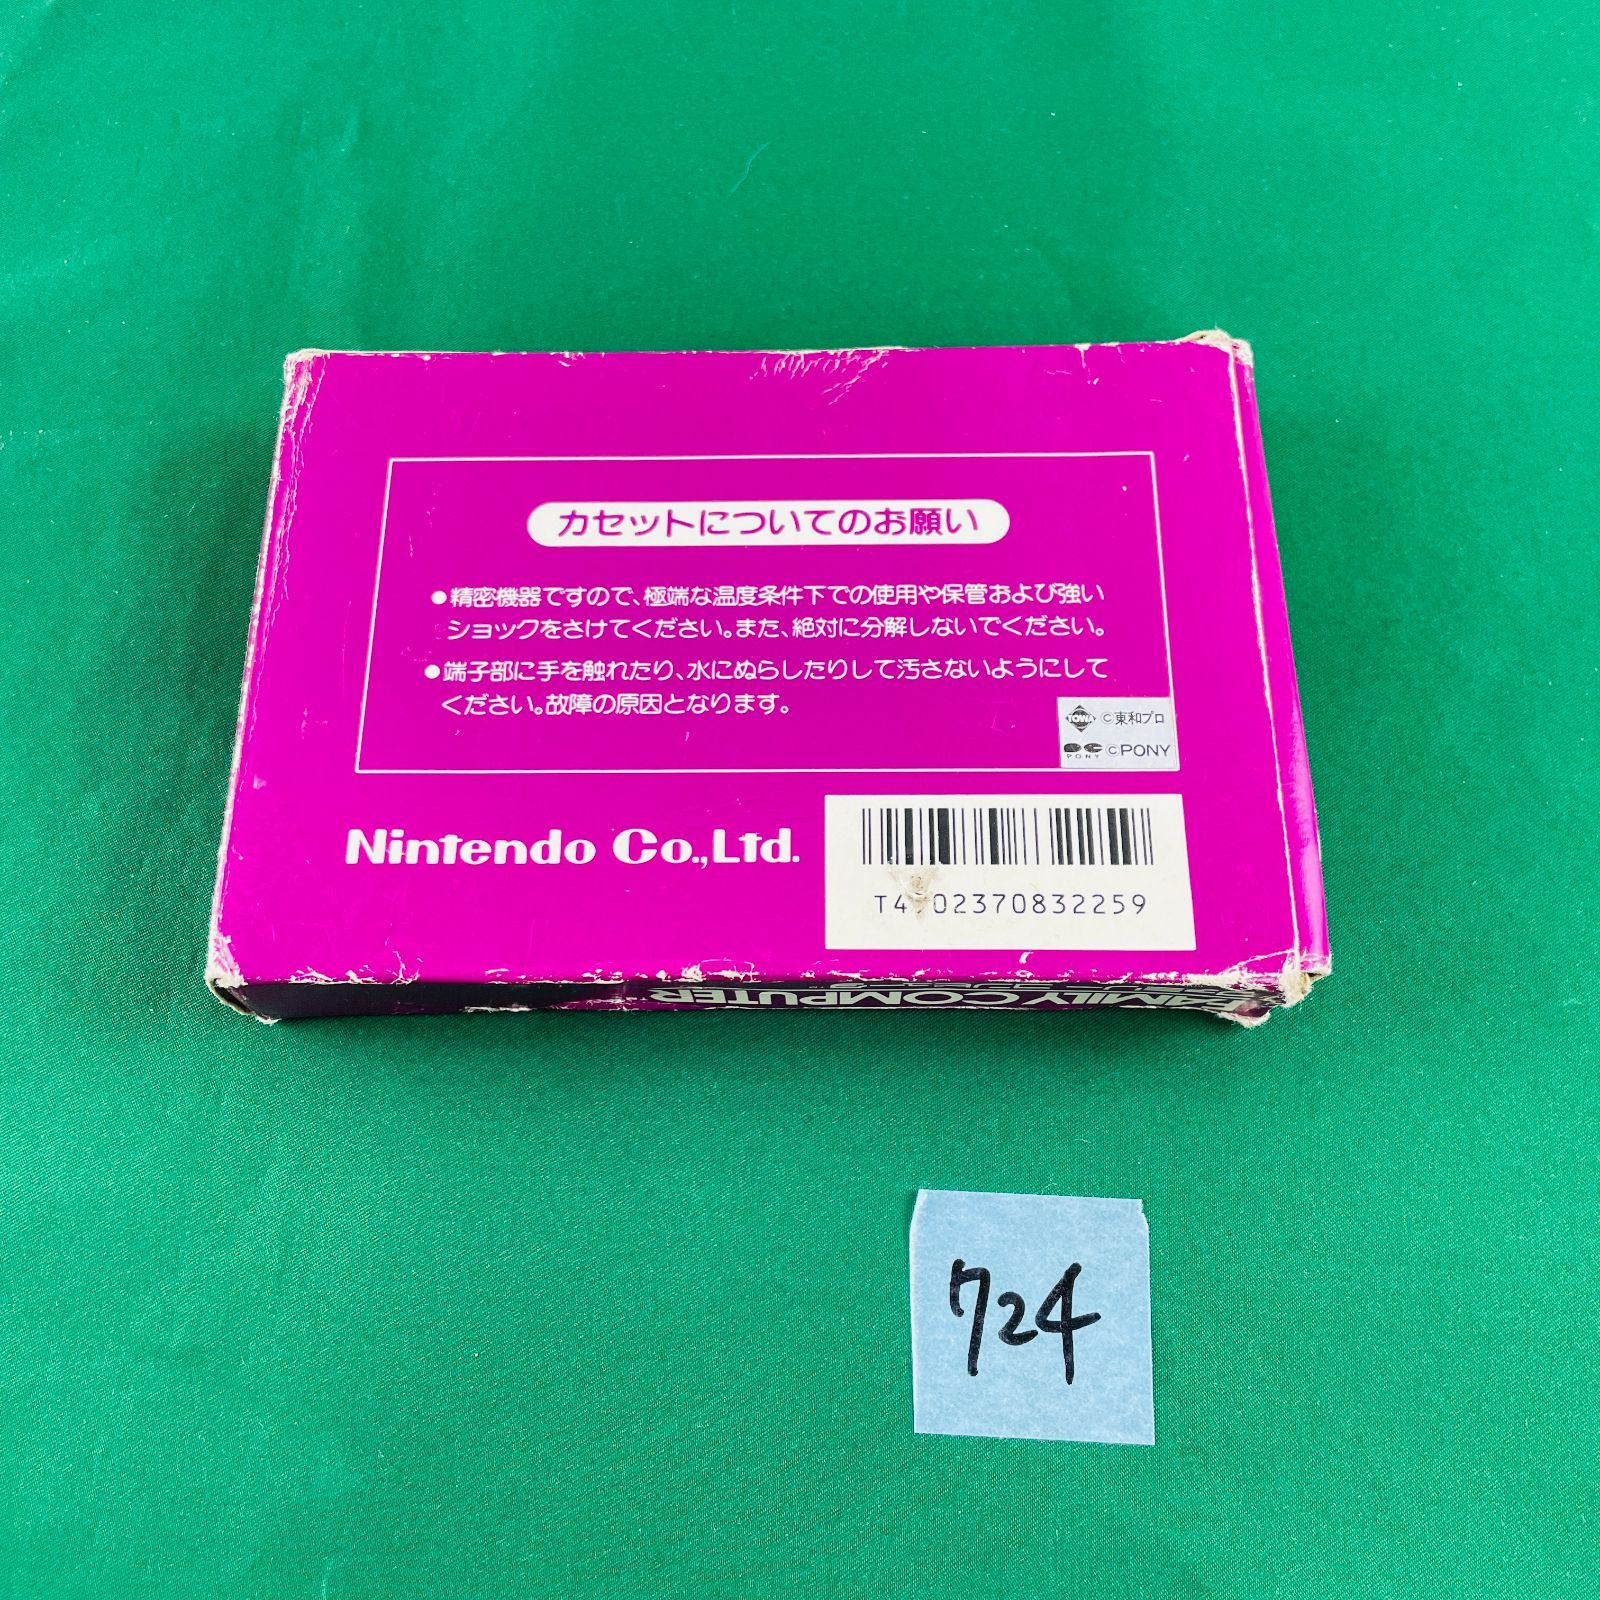 カセットについてのお願い
●精密機器ですので、極端な温度条件下での使用や保管および強い
ショックをさけてください。また、絶対に分解しないでください。
●端子部に手を触れたり、水にぬらしたりして汚さないようにして
ください。故障の原因となります。
TOWA ©東和プロ
PONY ©PONY
Nintendo Co.,Ltd.
T4902370832259
FAMILY COMPUTER™
724